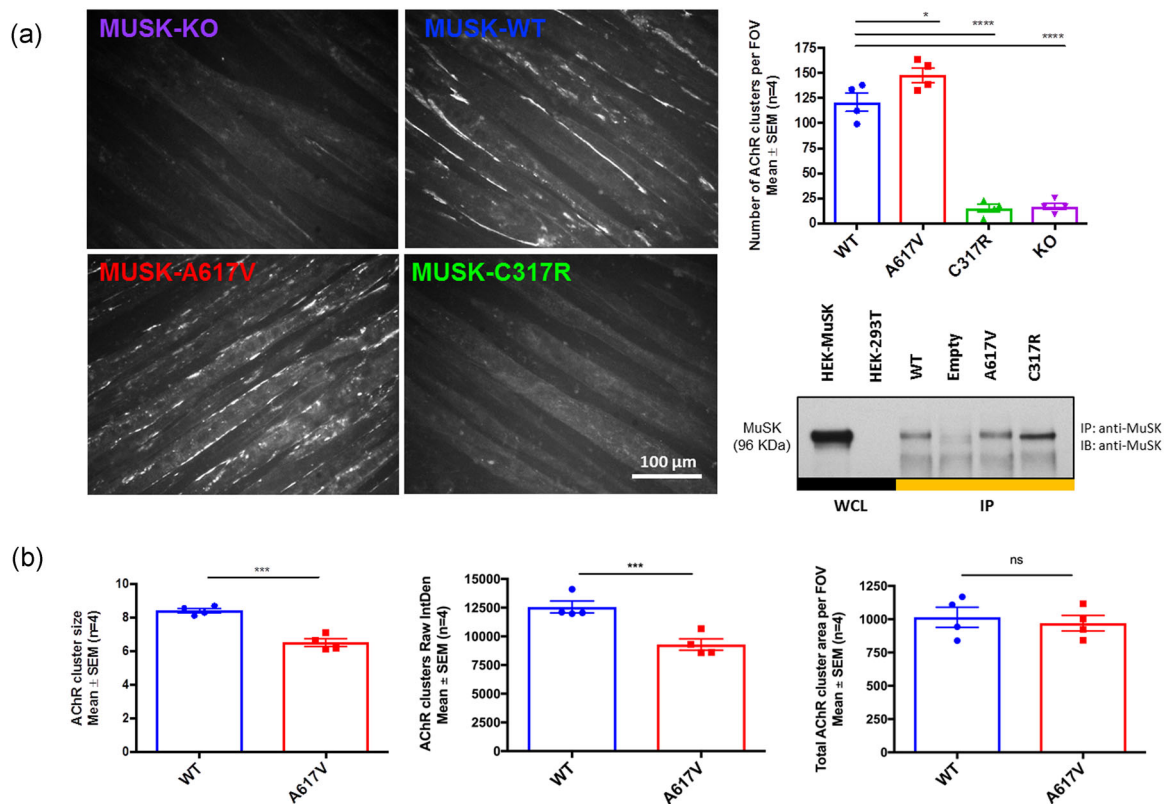 (a)
MUSK-KO
MUSK-WT
MUSK-A617V
MUSK-C317R
100 μm
Number of AChR clusters per FOV
Mean ± SEM (n=4)
175
150
125
100
75
50
25
0
*
****
****
WT
A617V
C317R
KO
HEK-MuSK
HEK-293T
WT
Empty
A617V
C317R
MuSK
(96 KDa)
IP: anti-MuSK
IB: anti-MuSK
WCL
IP
(b)
AChR cluster size
Mean ± SEM (n=4)
10
8
6
4
2
0
***
WT
A617V
AChR clusters Raw IntDen
Mean ± SEM (n=4)
15000
12500
10000
7500
5000
2500
0
***
WT
A617V
Total AChR cluster area per FOV
Mean ± SEM (n=4)
1250
1000
750
500
250
0
ns
WT
A617V